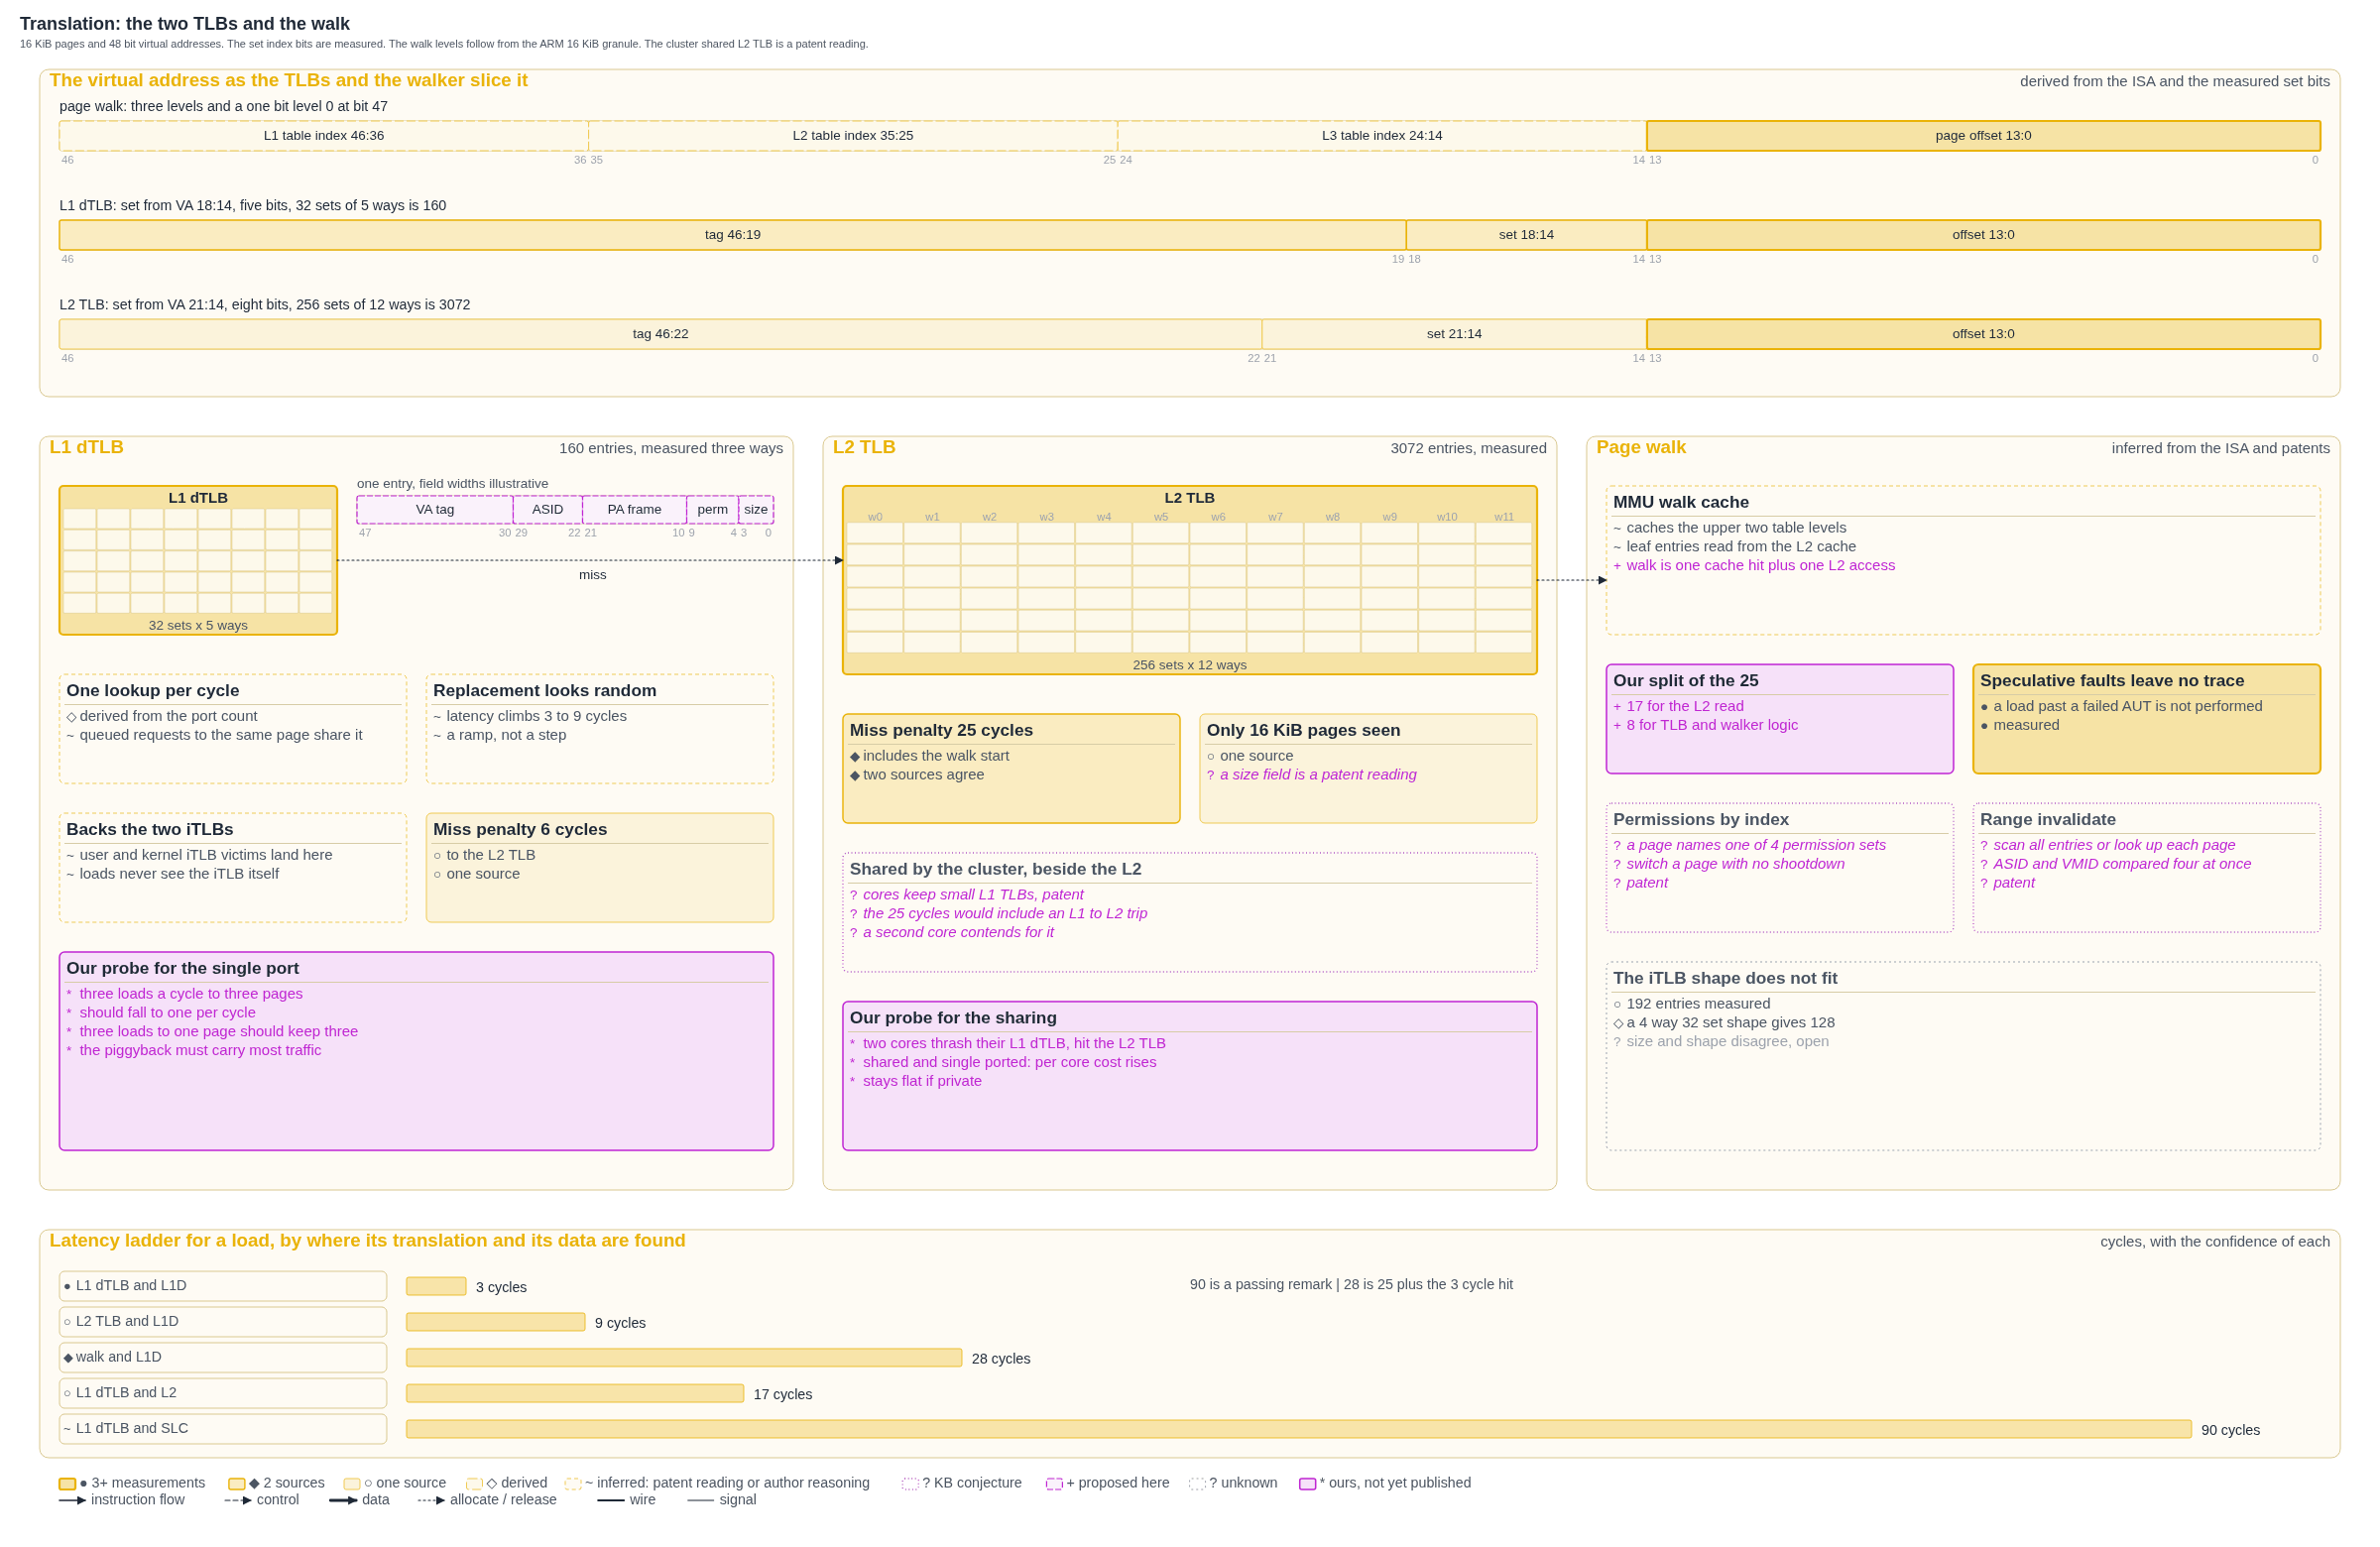 Translation: the two TLBs and the walk
16 KiB pages and 48 bit virtual addresses. The set index bits are measured. The walk levels follow from the ARM 16 KiB granule. The cluster shared L2 TLB is a patent reading.
The virtual address as the TLBs and the walker slice it
derived from the ISA and the measured set bits
page walk: three levels and a one bit level 0 at bit 47
L1 table index 46:36 L2 table index 35:25 L3 table index 24:14 page offset 13:0
46 36 35 25 24 14 13 0
L1 dTLB: set from VA 18:14, five bits, 32 sets of 5 ways is 160
tag 46:19 set 18:14 offset 13:0
46 19 18 14 13 0
L2 TLB: set from VA 21:14, eight bits, 256 sets of 12 ways is 3072
tag 46:22 set 21:14 offset 13:0
46 22 21 14 13 0
L1 dTLB
160 entries, measured three ways
L1 dTLB
32 sets x 5 ways
one entry, field widths illustrative
VA tag ASID PA frame perm size
47 30 29 22 21 10 9 4 3 0
miss
One lookup per cycle
◇ derived from the port count
~ queued requests to the same page share it
Replacement looks random
~ latency climbs 3 to 9 cycles
~ a ramp, not a step
Backs the two iTLBs
~ user and kernel iTLB victims land here
~ loads never see the iTLB itself
Miss penalty 6 cycles
○ to the L2 TLB
○ one source
Our probe for the single port
* three loads a cycle to three pages
* should fall to one per cycle
* three loads to one page should keep three
* the piggyback must carry most traffic
L2 TLB
3072 entries, measured
L2 TLB
w0 w1 w2 w3 w4 w5 w6 w7 w8 w9 w10 w11
256 sets x 12 ways
Miss penalty 25 cycles
◆ includes the walk start
◆ two sources agree
Only 16 KiB pages seen
○ one source
? a size field is a patent reading
Shared by the cluster, beside the L2
? cores keep small L1 TLBs, patent
? the 25 cycles would include an L1 to L2 trip
? a second core contends for it
Our probe for the sharing
* two cores thrash their L1 dTLB, hit the L2 TLB
* shared and single ported: per core cost rises
* stays flat if private
Page walk
inferred from the ISA and patents
MMU walk cache
~ caches the upper two table levels
~ leaf entries read from the L2 cache
+ walk is one cache hit plus one L2 access
Our split of the 25
+ 17 for the L2 read
+ 8 for TLB and walker logic
Speculative faults leave no trace
● a load past a failed AUT is not performed
● measured
Permissions by index
? a page names one of 4 permission sets
? switch a page with no shootdown
? patent
Range invalidate
? scan all entries or look up each page
? ASID and VMID compared four at once
? patent
The iTLB shape does not fit
○ 192 entries measured
◇ a 4 way 32 set shape gives 128
? size and shape disagree, open
Latency ladder for a load, by where its translation and its data are found
cycles, with the confidence of each
● L1 dTLB and L1D 3 cycles
90 is a passing remark | 28 is 25 plus the 3 cycle hit
○ L2 TLB and L1D 9 cycles
◆ walk and L1D 28 cycles
○ L1 dTLB and L2 17 cycles
~ L1 dTLB and SLC 90 cycles
● 3+ measurements ◆ 2 sources ○ one source ◇ derived ~ inferred: patent reading or author reasoning ? KB conjecture + proposed here ? unknown * ours, not yet published
instruction flow control data allocate / release wire signal